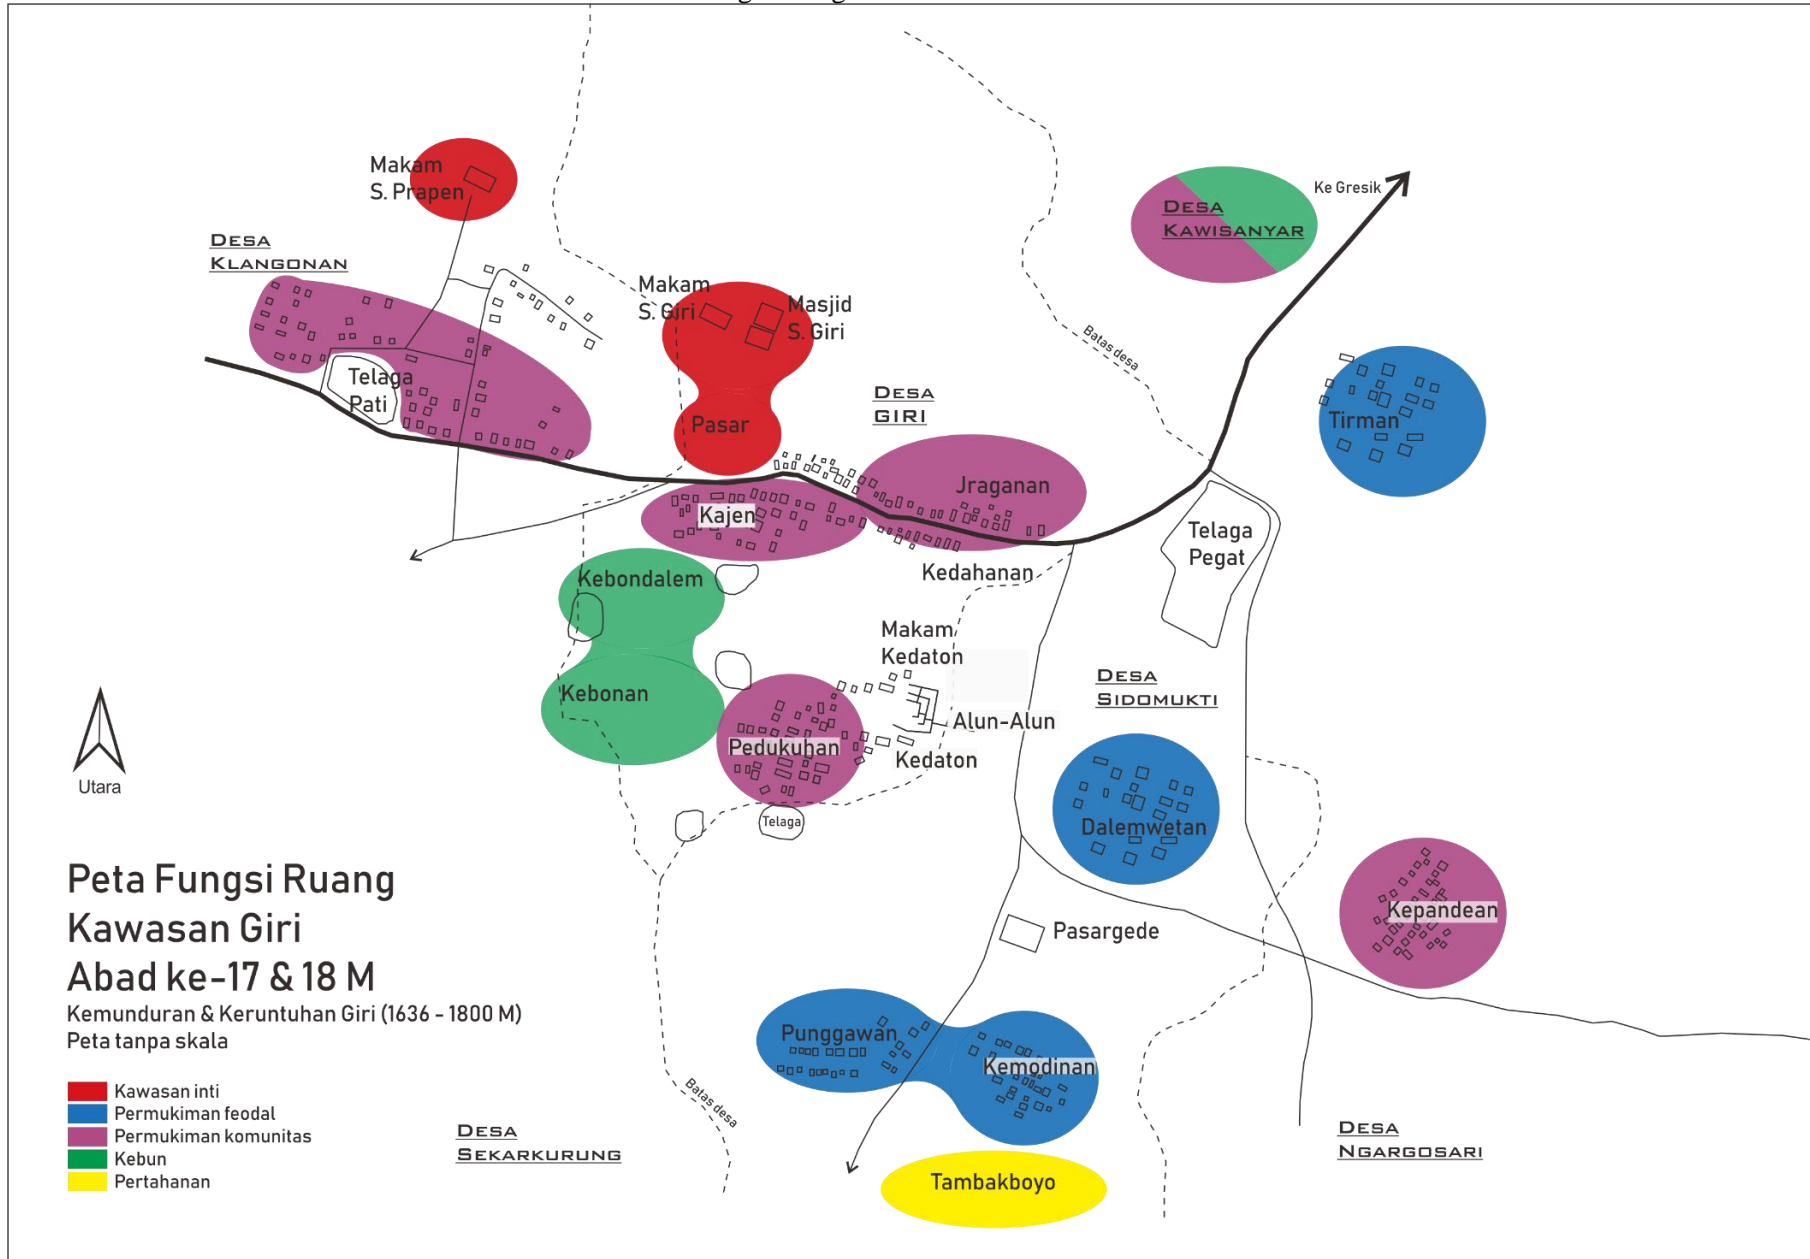 Makam
S. Prapen
Ke Gresik
DESA
KAWISANYAR
DESA
KLANGONAN
Makam
S. Giri
Masjid
S. Giri
Batas desa
Telaga
Pati
DESA
GIRI
Pasar
Tirman
Jraganan
Kajen
Telaga
Pegat
Kedahanan
Kebondalem
Makam
Kedaton
Kebonan
DESA
SIDOMUKTI
Alun-Alun
Pedukuhan
Kedaton
Utara
Telaga
Dalemwetan
Kepandean
Pasargede
Peta Fungsi Ruang
Kawasan Giri
Abad ke-17 & 18 M
Kemunduran & Keruntuhan Giri (1636 - 1800 M)
Peta tanpa skala
Punggawan
Kemodinan
Kawasan inti
Permukiman feodal
Permukiman komunitas
Kebun
Pertahanan
Batas desa
DESA
SEKARKURUNG
DESA
NGARGOSARI
Tambakboyo